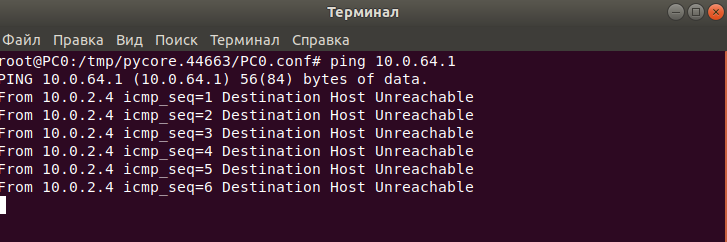 Терминал
Файл Правка Вид Поиск Терминал Справка
root@PC0:/tmp/pycore.44663/PC0.conf# ping 10.0.64.1
PING 10.0.64.1 (10.0.64.1) 56(84) bytes of data.
From 10.0.2.4 icmp_seq=1 Destination Host Unreachable
From 10.0.2.4 icmp_seq=2 Destination Host Unreachable
From 10.0.2.4 icmp_seq=3 Destination Host Unreachable
From 10.0.2.4 icmp_seq=4 Destination Host Unreachable
From 10.0.2.4 icmp_seq=5 Destination Host Unreachable
From 10.0.2.4 icmp_seq=6 Destination Host Unreachable